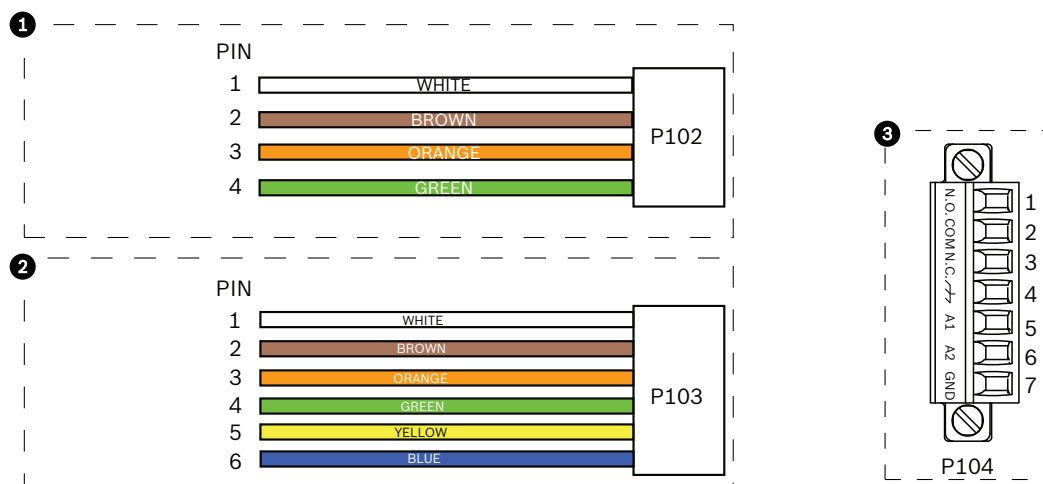 1
PIN
1 WHITE
2 BROWN
3 ORANGE
4 GREEN
P102
2
PIN
1 WHITE
2 BROWN
3 ORANGE
4 GREEN
5 YELLOW
6 BLUE
P103
3
N.O. 1
COM 2
N.C. 3
4
A1 5
A2 6
GND 7
P104